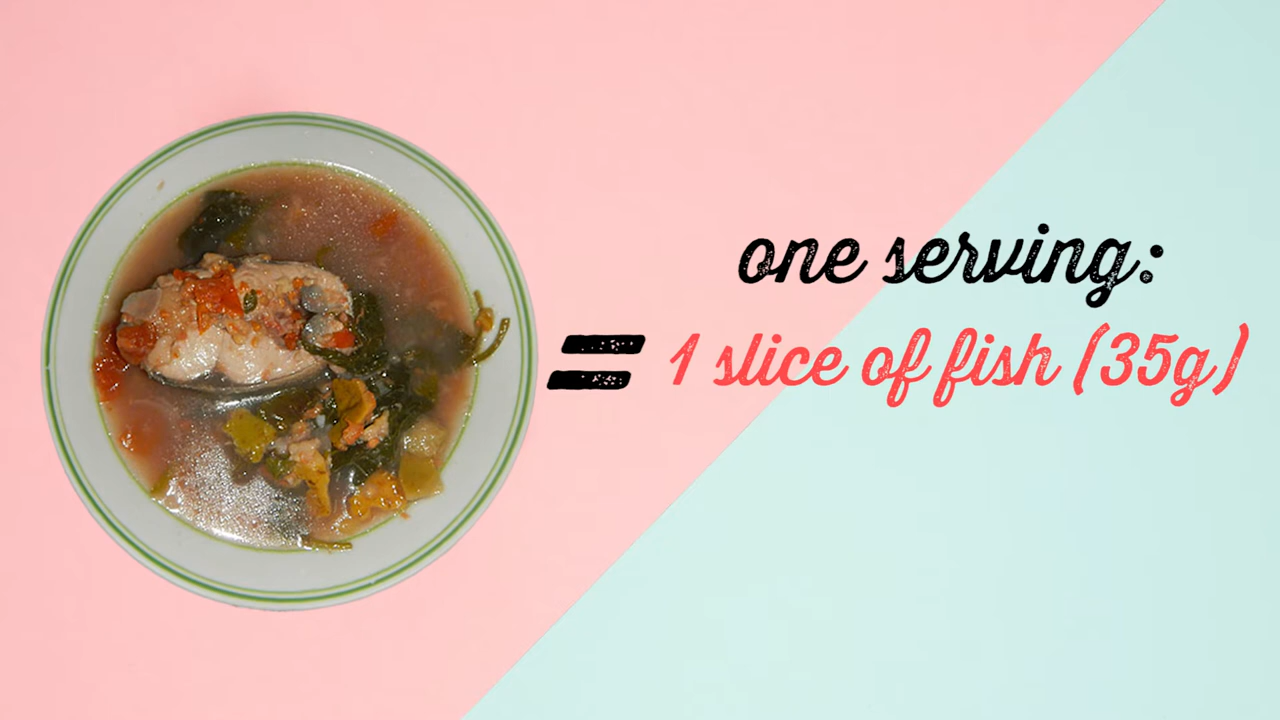 one serving:
= 1 slice of fish (35g)